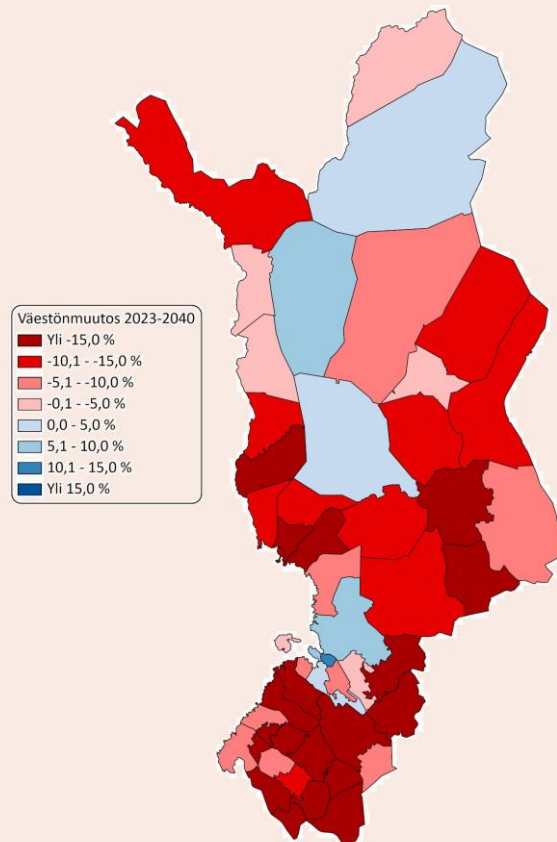 Väestönmuutos 2023-2040
Yli -15,0 %
-10,1 - -15,0 %
-5,1 - -10,0 %
-0,1 - -5,0 %
0,0 - 5,0 %
5,1 - 10,0 %
10,1 - 15,0 %
Yli 15,0 %